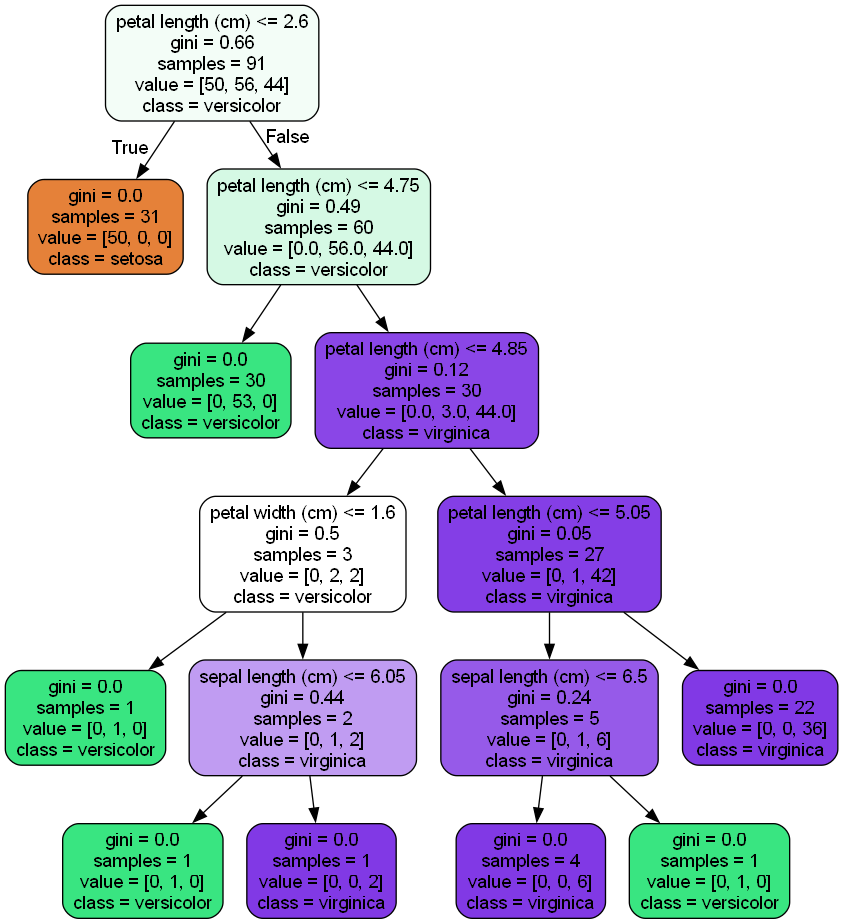 petal length (cm) <= 2.6
gini = 0.66
samples = 91
value = [50, 56, 44]
class = versicolor
True
False
gini = 0.0
samples = 31
value = [50, 0, 0]
class = setosa
petal length (cm) <= 4.75
gini = 0.49
samples = 60
value = [0.0, 56.0, 44.0]
class = versicolor
gini = 0.0
samples = 30
value = [0, 53, 0]
class = versicolor
petal length (cm) <= 4.85
gini = 0.12
samples = 30
value = [0.0, 3.0, 44.0]
class = virginica
petal width (cm) <= 1.6
gini = 0.5
samples = 3
value = [0, 2, 2]
class = versicolor
petal length (cm) <= 5.05
gini = 0.05
samples = 27
value = [0, 1, 42]
class = virginica
gini = 0.0
samples = 1
value = [0, 1, 0]
class = versicolor
sepal length (cm) <= 6.05
gini = 0.44
samples = 2
value = [0, 1, 2]
class = virginica
sepal length (cm) <= 6.5
gini = 0.24
samples = 5
value = [0, 1, 6]
class = virginica
gini = 0.0
samples = 22
value = [0, 0, 36]
class = virginica
gini = 0.0
samples = 1
value = [0, 1, 0]
class = versicolor
gini = 0.0
samples = 1
value = [0, 0, 2]
class = virginica
gini = 0.0
samples = 4
value = [0, 0, 6]
class = virginica
gini = 0.0
samples = 1
value = [0, 1, 0]
class = versicolor